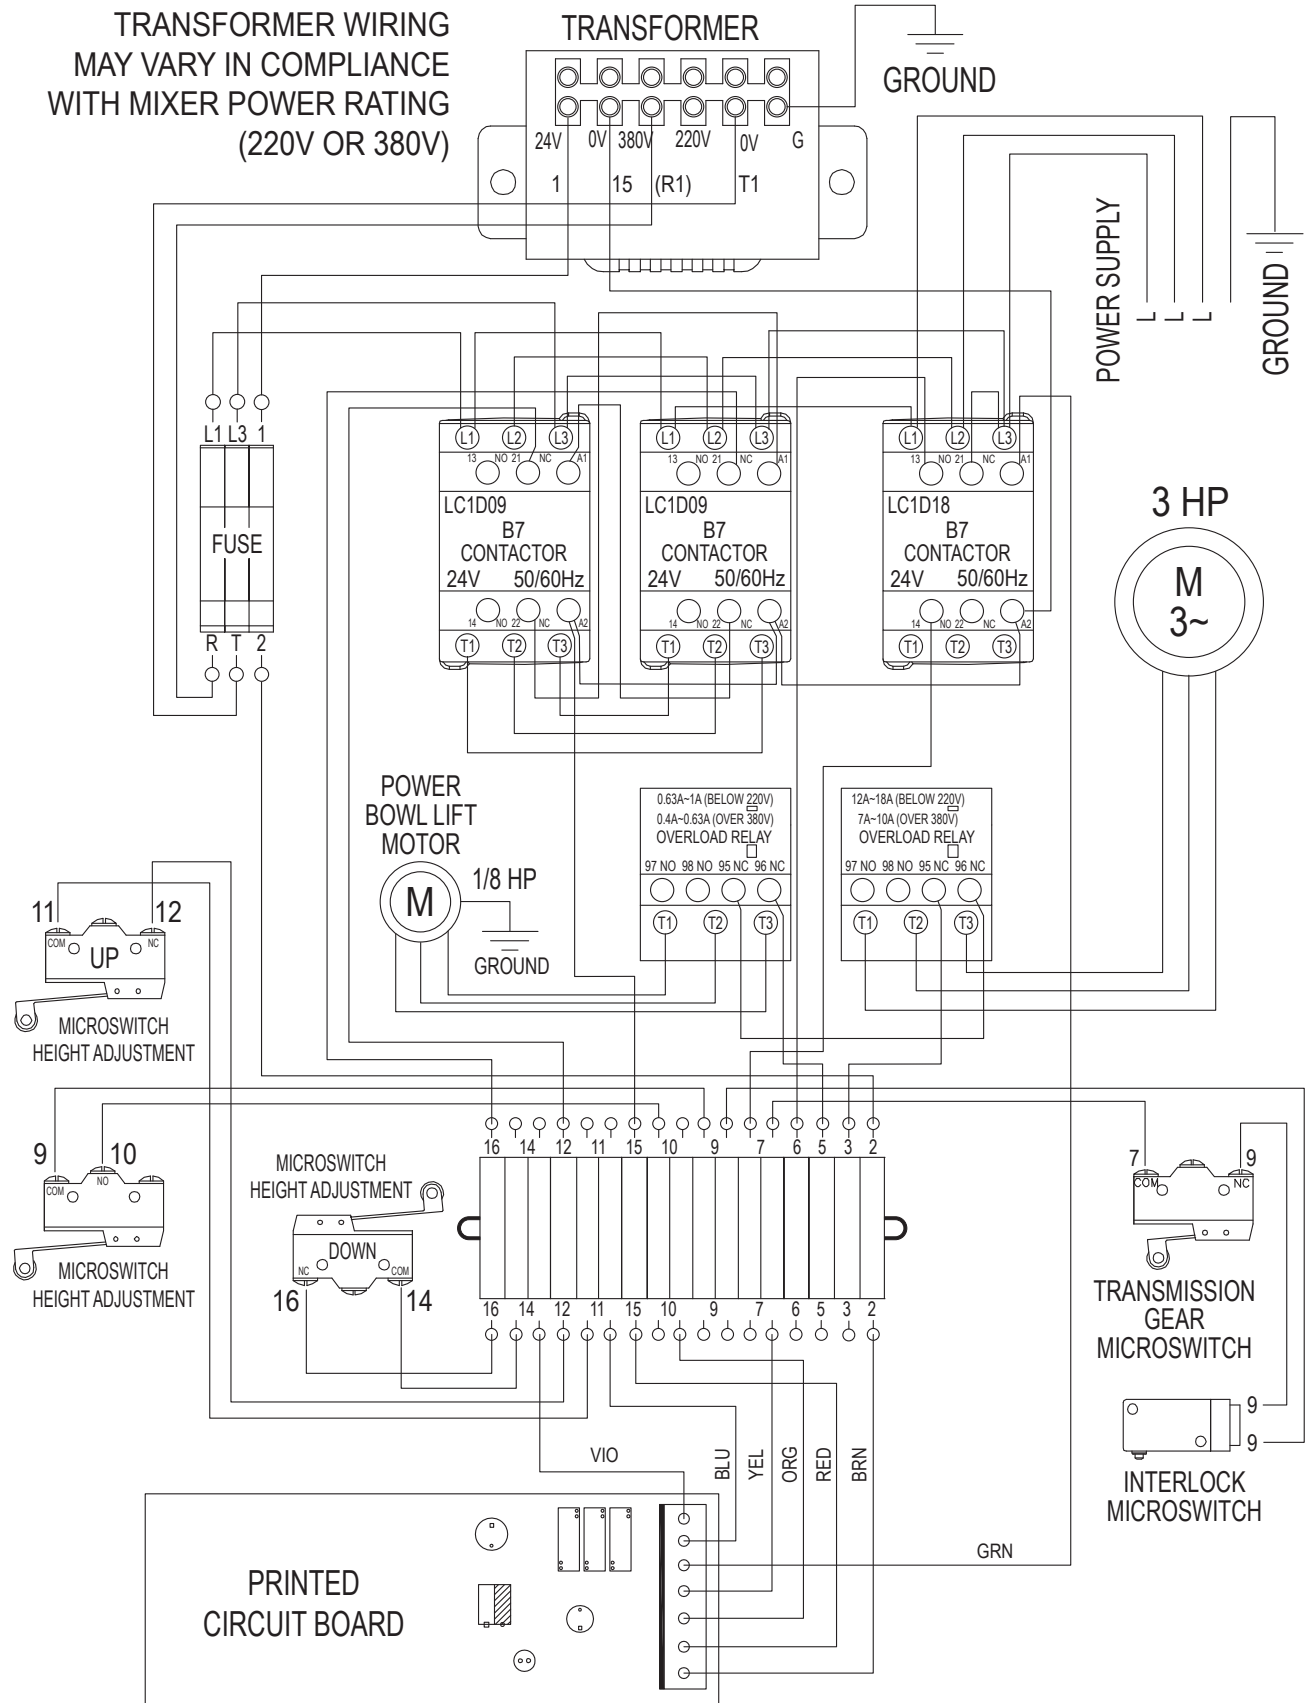 TRANSFORMER WIRING
MAY VARY IN COMPLIANCE
WITH MIXER POWER RATING
(220V OR 380V)
TRANSFORMER
GROUND
24V 0V 380V 220V 0V G
1 15 (R1) T1
POWER SUPPLY
GROUND
L1 L3 1
FUSE
R T 2
L1 L2 L3
13 NO 21 NC A1
LC1D09
B7
CONTACTOR
24V 50/60Hz
14 NO 22 NC A2
T1 T2 T3
L1 L2 L3
13 NO 21 NC A1
LC1D09
B7
CONTACTOR
24V 50/60Hz
14 NO 22 NC A2
T1 T2 T3
L1 L2 L3
13 NO 21 NC A1
LC1D18
B7
CONTACTOR
24V 50/60Hz
14 NO 22 NC A2
T1 T2 T3
3 HP
M
3~
POWER
BOWL LIFT
MOTOR
M
1/8 HP
GROUND
0.63A~1A (BELOW 220V)
0.4A~0.63A (OVER 380V)
OVERLOAD RELAY
97 NO 98 NO 95 NC 96 NC
T1 T2 T3
12A~18A (BELOW 220V)
7A~10A (OVER 380V)
OVERLOAD RELAY
97 NO 98 NO 95 NC 96 NC
T1 T2 T3
11 12
COM NC
UP
MICROSWITCH
HEIGHT ADJUSTMENT
9 10
COM NO
MICROSWITCH
HEIGHT ADJUSTMENT
MICROSWITCH
HEIGHT ADJUSTMENT
DOWN
NC COM
16 14
16 14 12 11 15 10 9 7 6 5 3 2
16 14 12 11 15 10 9 7 6 5 3 2
7 9
COM NC
TRANSMISSION
GEAR
MICROSWITCH
9
9
INTERLOCK
MICROSWITCH
VIO
BLU
YEL
ORG
RED
BRN
GRN
PRINTED
CIRCUIT BOARD